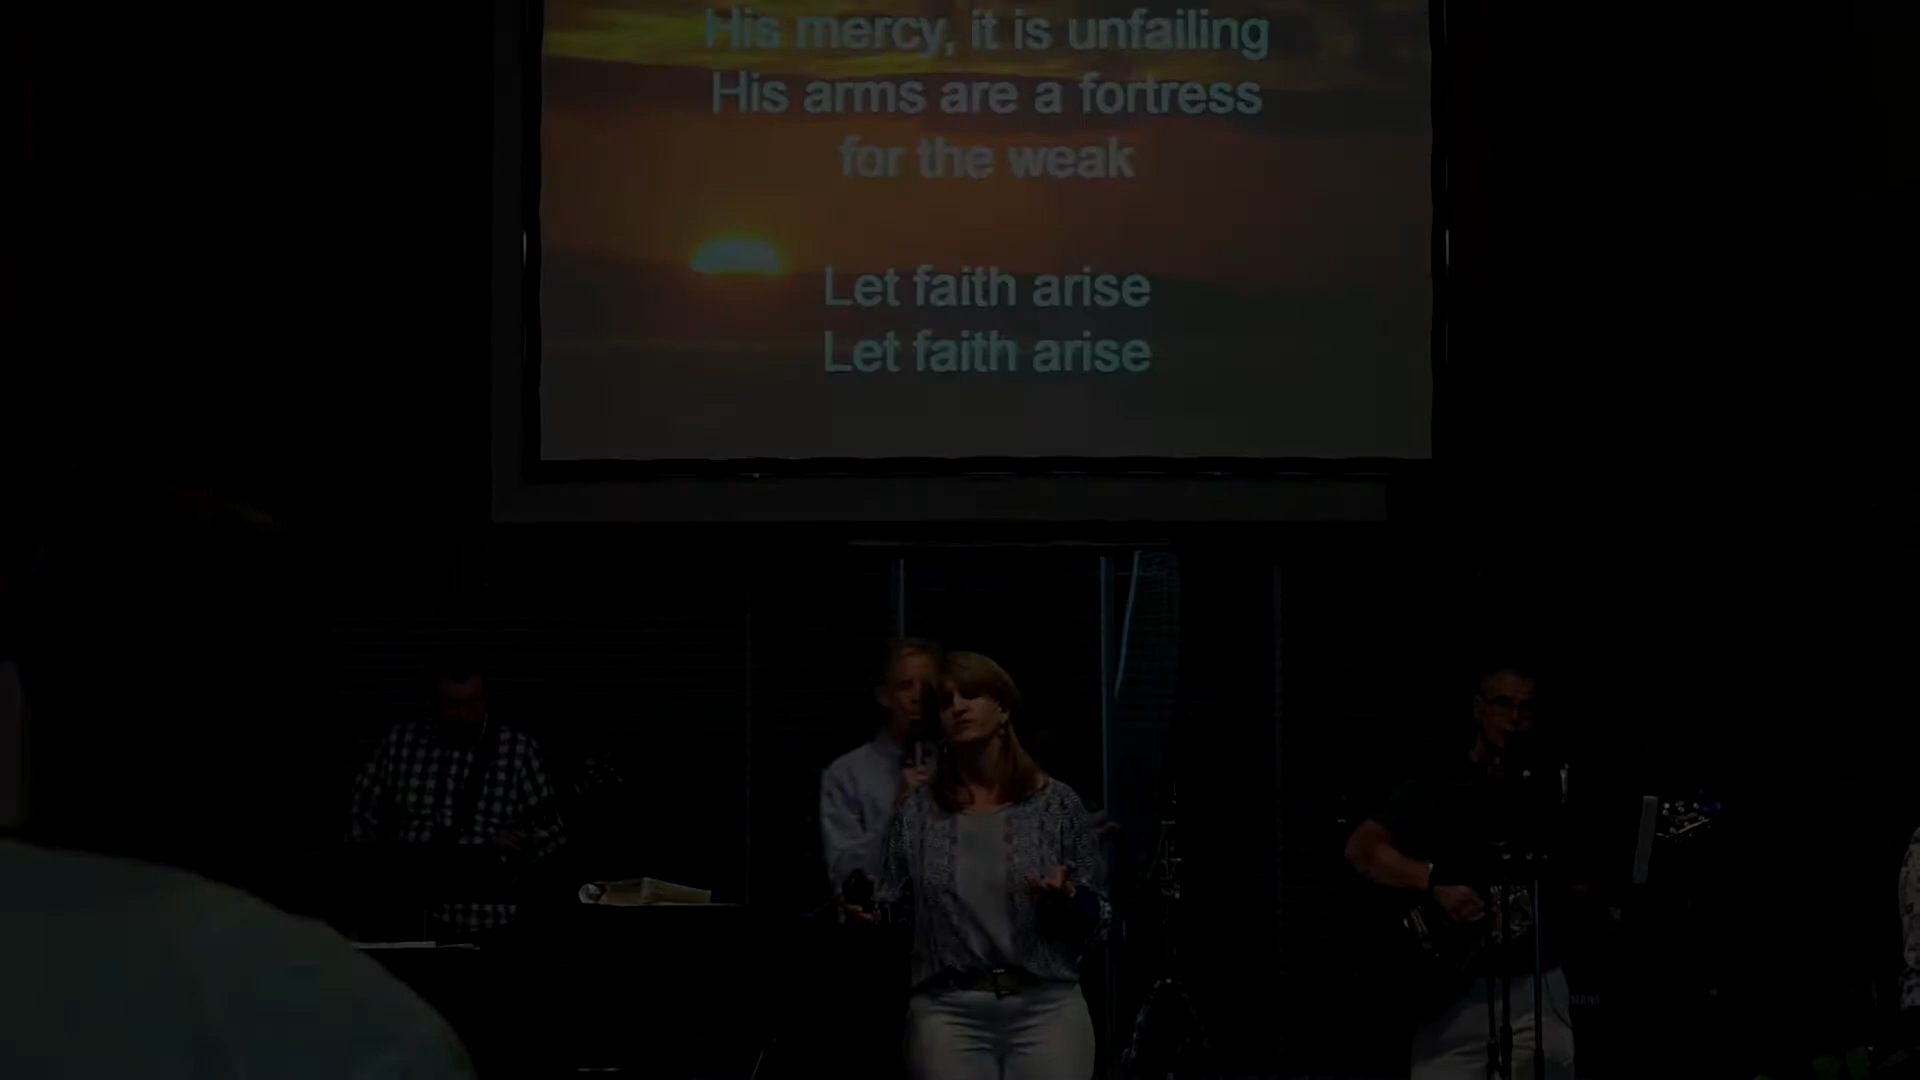 His mercy, it is unfailing
His arms are a fortress
for the weak
Let faith arise
Let faith arise